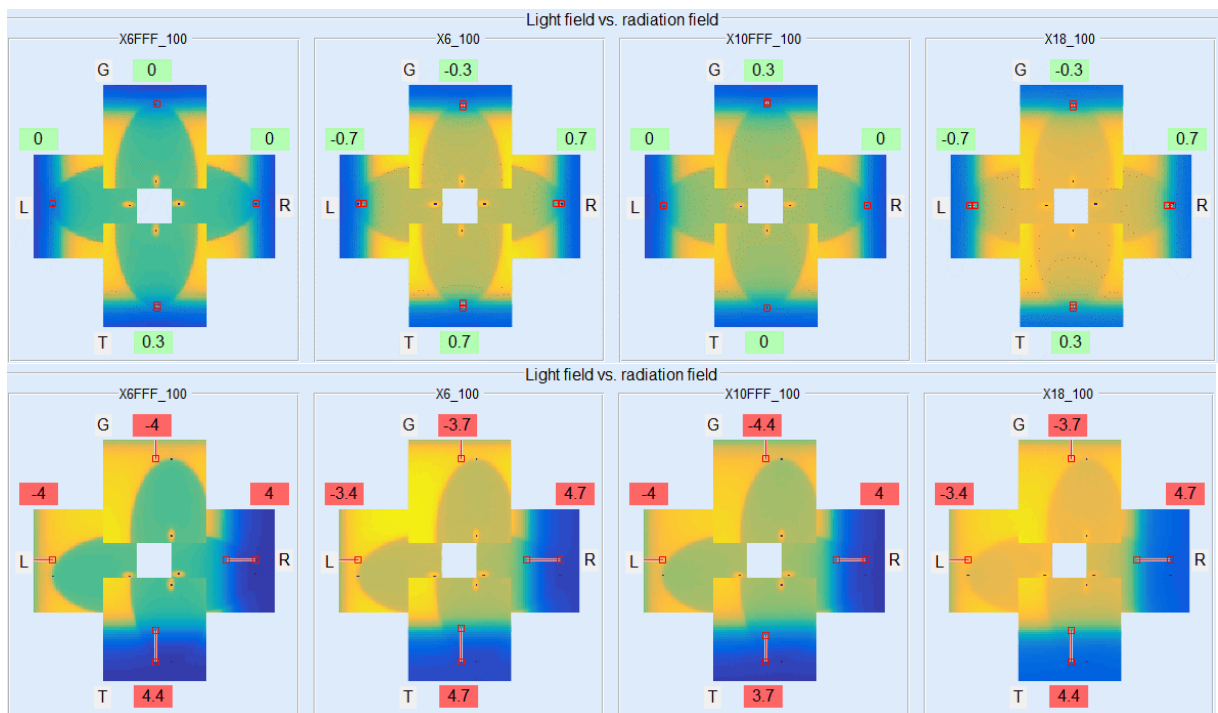 Light field vs. radiation field
X6FFF_100 X6_100 X10FFF_100 X18_100
G 0 G -0.3 G 0.3 G -0.3
0 0 -0.7 0.7 0 0 -0.7 0.7
L R L R L R L R
T 0.3 T 0.7 T 0 T 0.3
Light field vs. radiation field
X6FFF_100 X6_100 X10FFF_100 X18_100
G -4 G -3.7 G -4.4 G -3.7
-4 4 -3.4 4.7 -4 4 -3.4 4.7
L R L R L R L R
T 4.4 T 4.7 T 3.7 T 4.4